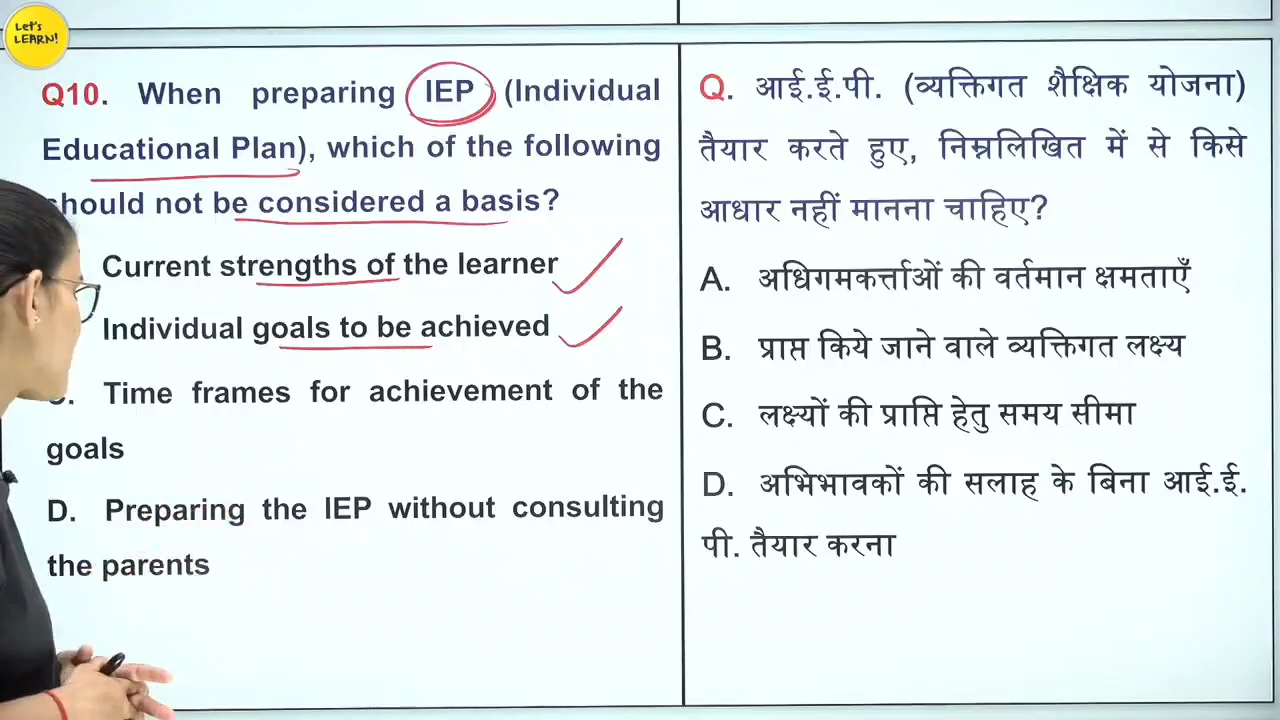 Let's
LEARN!
Q10. When preparing IEP (Individual
Educational Plan), which of the following
should not be considered a basis?
Current strengths of the learner
Individual goals to be achieved
C. Time frames for achievement of the
goals
D. Preparing the IEP without consulting
the parents
Q. आई.ई.पी. (व्यक्तिगत शैक्षिक योजना)
तैयार करते हुए, निम्नलिखित में से किसे
आधार नहीं मानना चाहिए?
A. अधिगमकर्त्ताओं की वर्तमान क्षमताएँ
B. प्राप्त किये जाने वाले व्यक्तिगत लक्ष्य
C. लक्ष्यों की प्राप्ति हेतु समय सीमा
D. अभिभावकों की सलाह के बिना आई.ई.
पी. तैयार करना